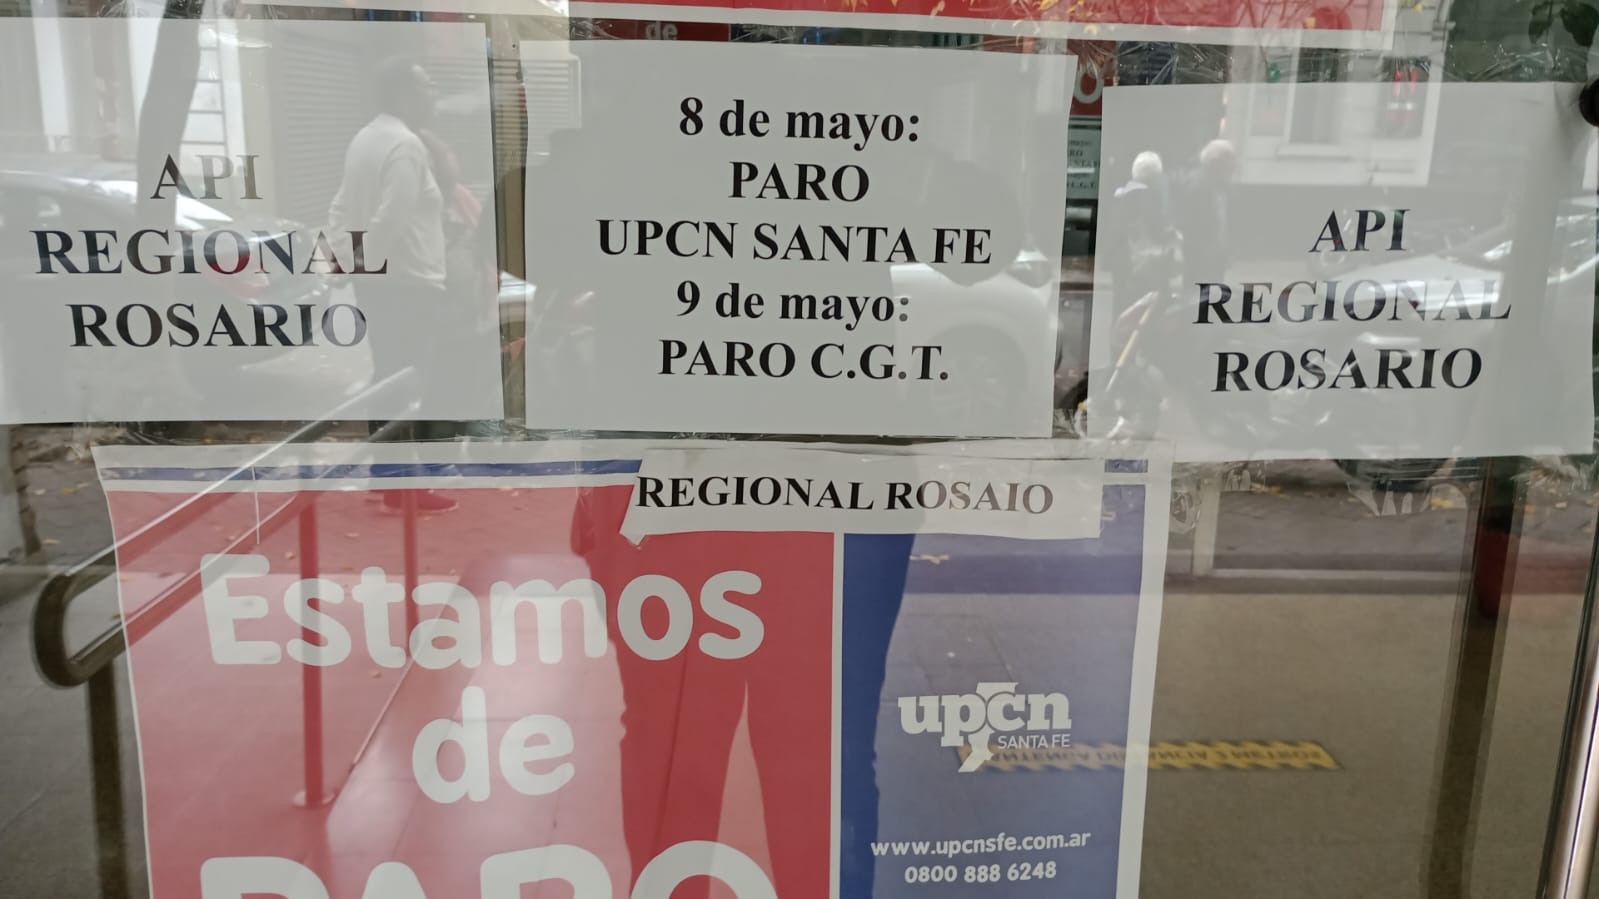 API
REGIONAL
ROSARIO
8 de mayo:
PARO
UPCN SANTA FE
9 de mayo:
PARO C.G.T.
API
REGIONAL
ROSARIO
REGIONAL ROSAIO
Estamos
de
PARO
upcn
SANTA FE
www.upcnsfe.com.ar
0800 888 6248